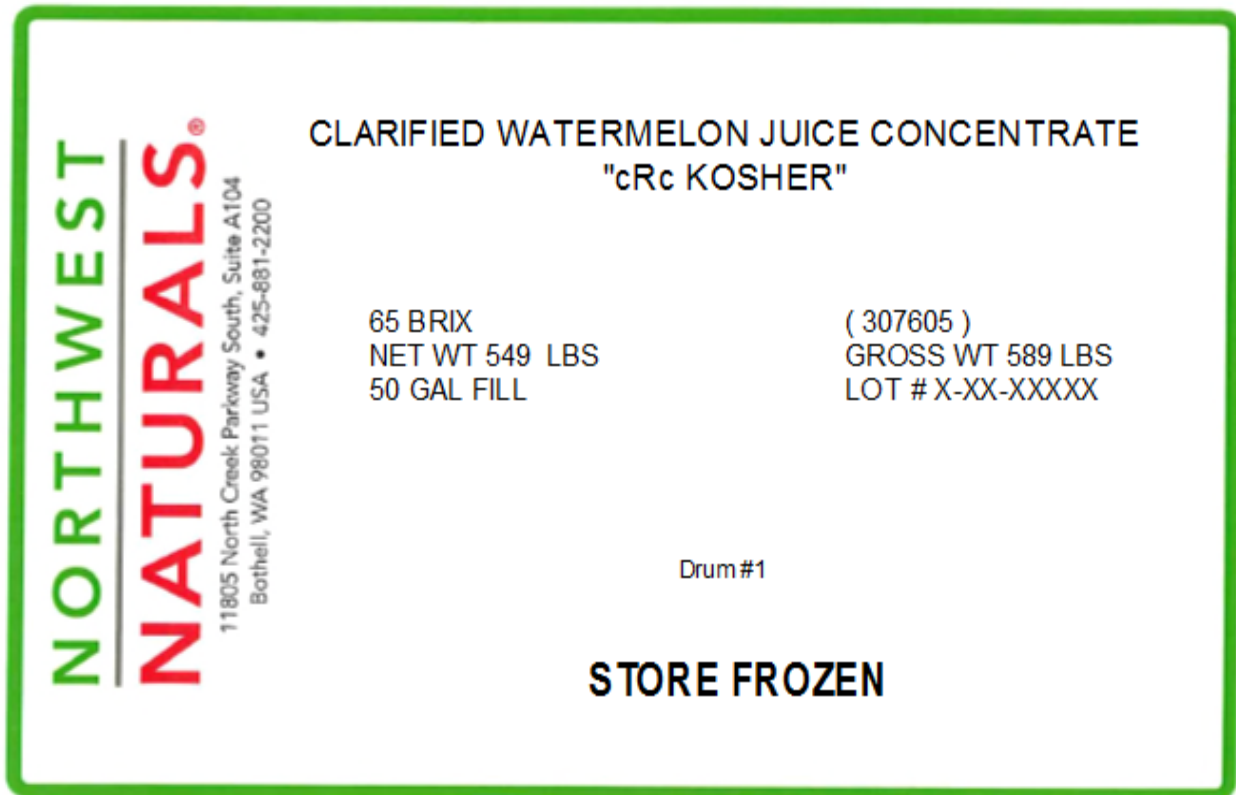 NORTHWEST
NATURALS®
11805 North Creek Parkway South, Suite A104
Bothell, WA 98011 USA • 425-881-2200
CLARIFIED WATERMELON JUICE CONCENTRATE
"cRc KOSHER"
65 BRIX
NET WT 549 LBS
50 GAL FILL
( 307605 )
GROSS WT 589 LBS
LOT # X-XX-XXXXX
Drum #1
STORE FROZEN